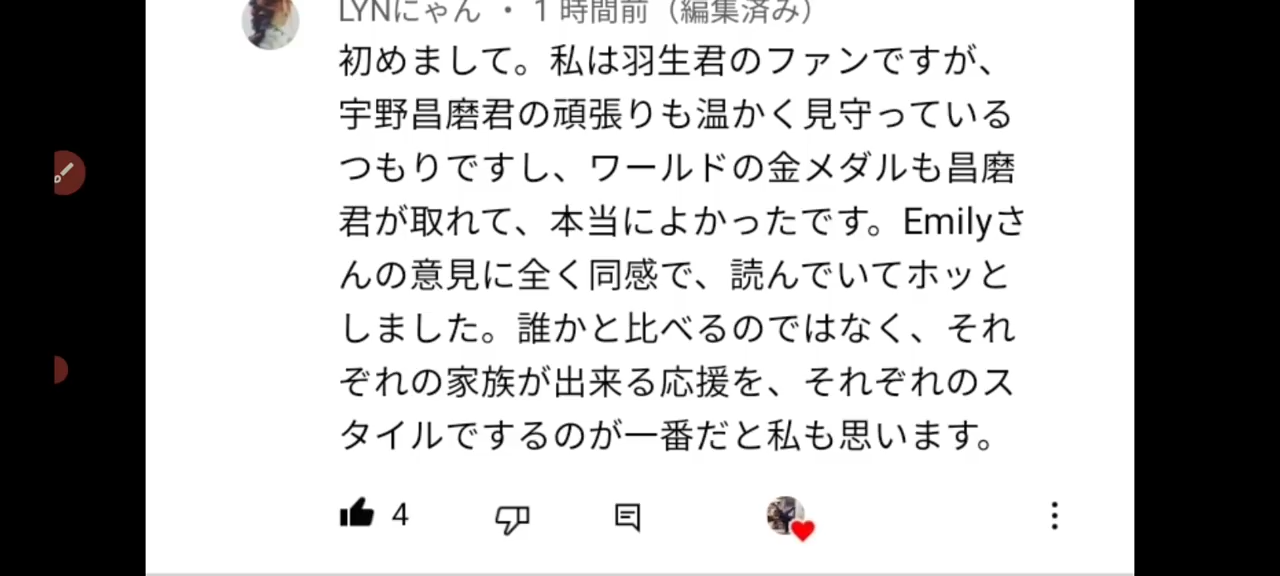 LYNにゃん ・ 1 時間前（編集済み）
初めまして。私は羽生君のファンですが、
宇野昌磨君の頑張りも温かく見守っている
つもりですし、ワールドの金メダルも昌磨
君が取れて、本当によかったです。Emilyさ
んの意見に全く同感で、読んでいてホッと
しました。誰かと比べるのではなく、それ
ぞれの家族が出来る応援を、それぞれのス
タイルでするのが一番だと私も思います。
4